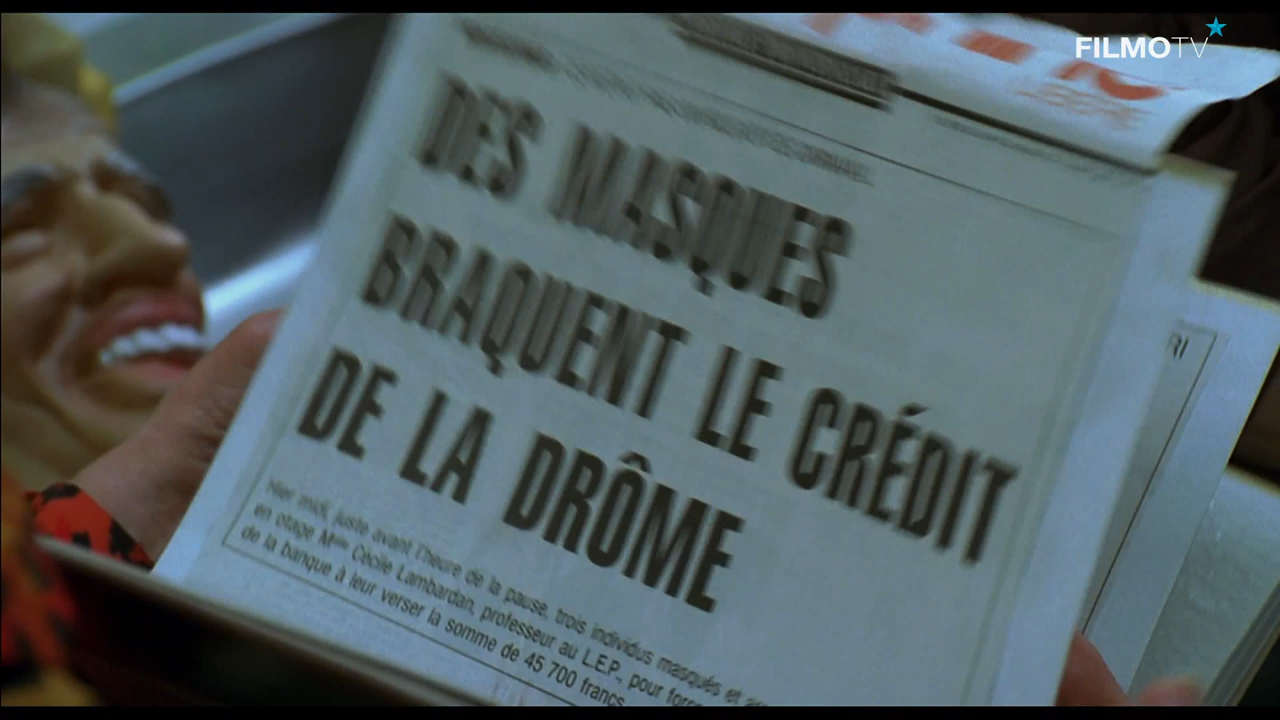 FILMOTV
DES MASQUES
BRAQUENT LE CRÉDIT
DE LA DRÔME
Hier midi, juste avant l'heure de la pause, trois individus masqués et
en otage Mme Cécile Lambardan, professeur au L.E.P., pour
de la banque à leur verser la somme de 45 700 francs.
RI